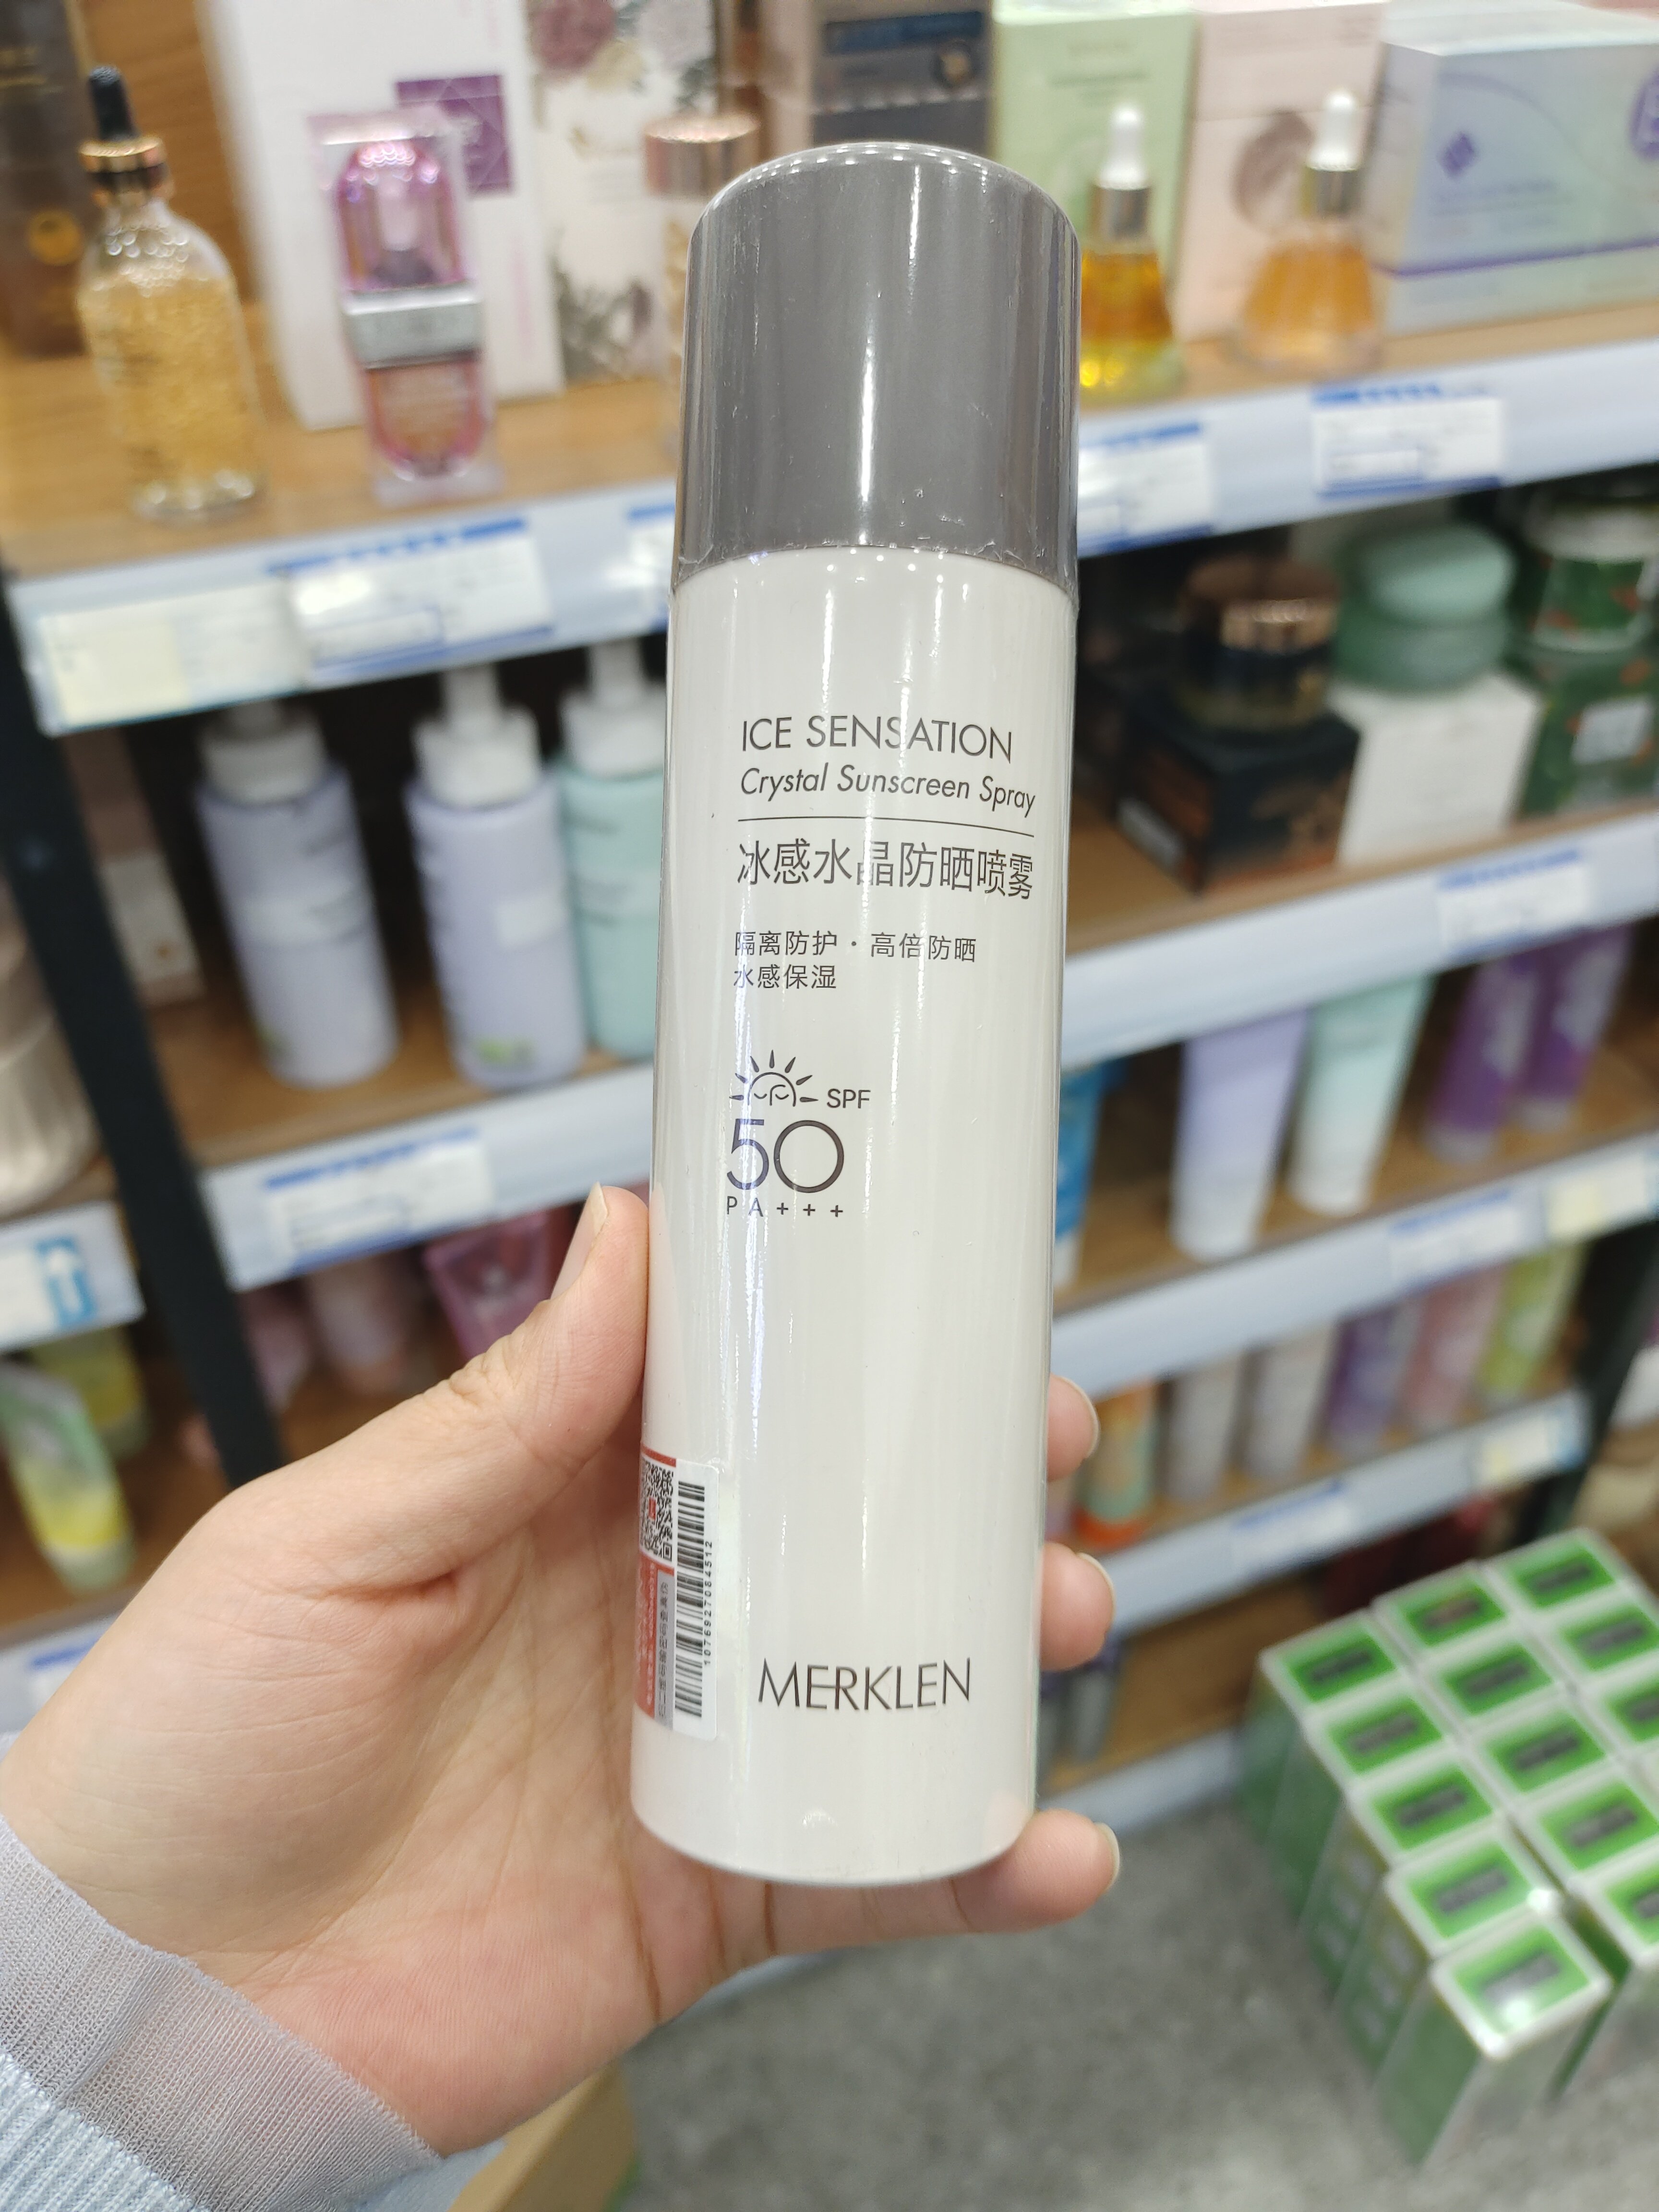 ICE SENSATION
Crystal Sunscreen Spray
冰感水晶防晒喷雾
隔离防护·高倍防晒
水感保湿
SPF
50
PA+++
MERKLEN